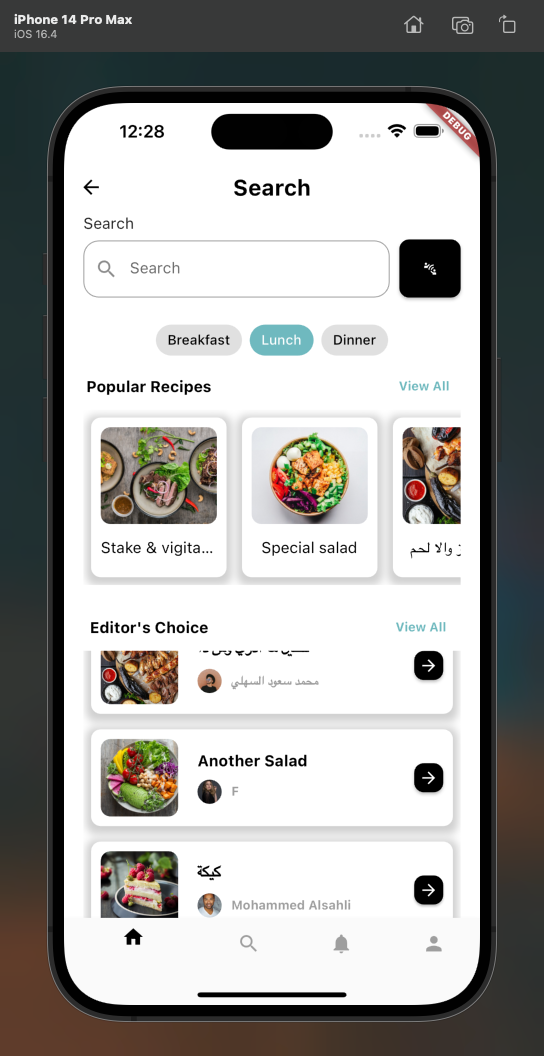 iPhone 14 Pro Max
iOS 16.4
12:28
DEBUG
Search
Search
Search
Breakfast
Lunch
Dinner
Popular Recipes
View All
Stake & vigita...
Special salad
والا لحم
Editor's Choice
View All
محمد سعود السهلي
Another Salad
F
كيكة
Mohammed Alsahli